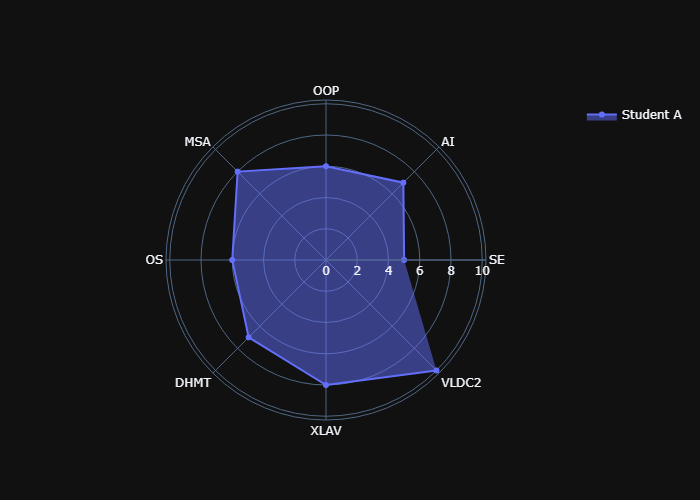 OOP
Student A
MSA
AI
OS
SE
0 2 4 6 8 10
DHMT
VLDC2
XLAV